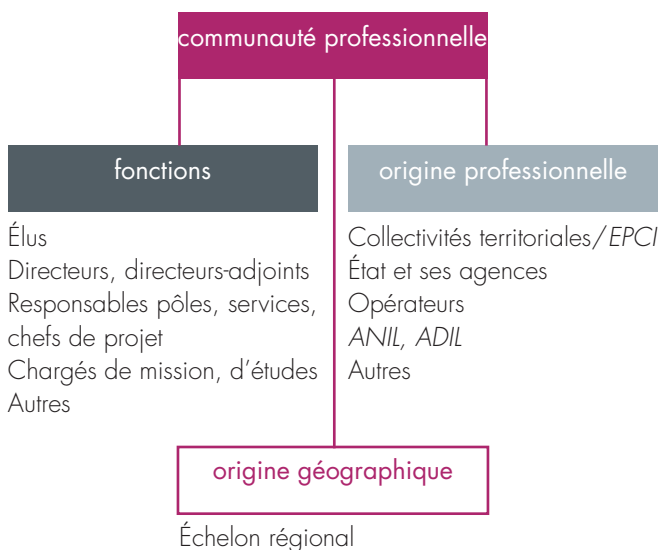 communauté professionnelle
fonctions
Élus
Directeurs, directeurs-adjoints
Responsables pôles, services,
chefs de projet
Chargés de mission, d'études
Autres
origine professionnelle
Collectivités territoriales/EPCI
État et ses agences
Opérateurs
ANIL, ADIL
Autres
origine géographique
Échelon régional